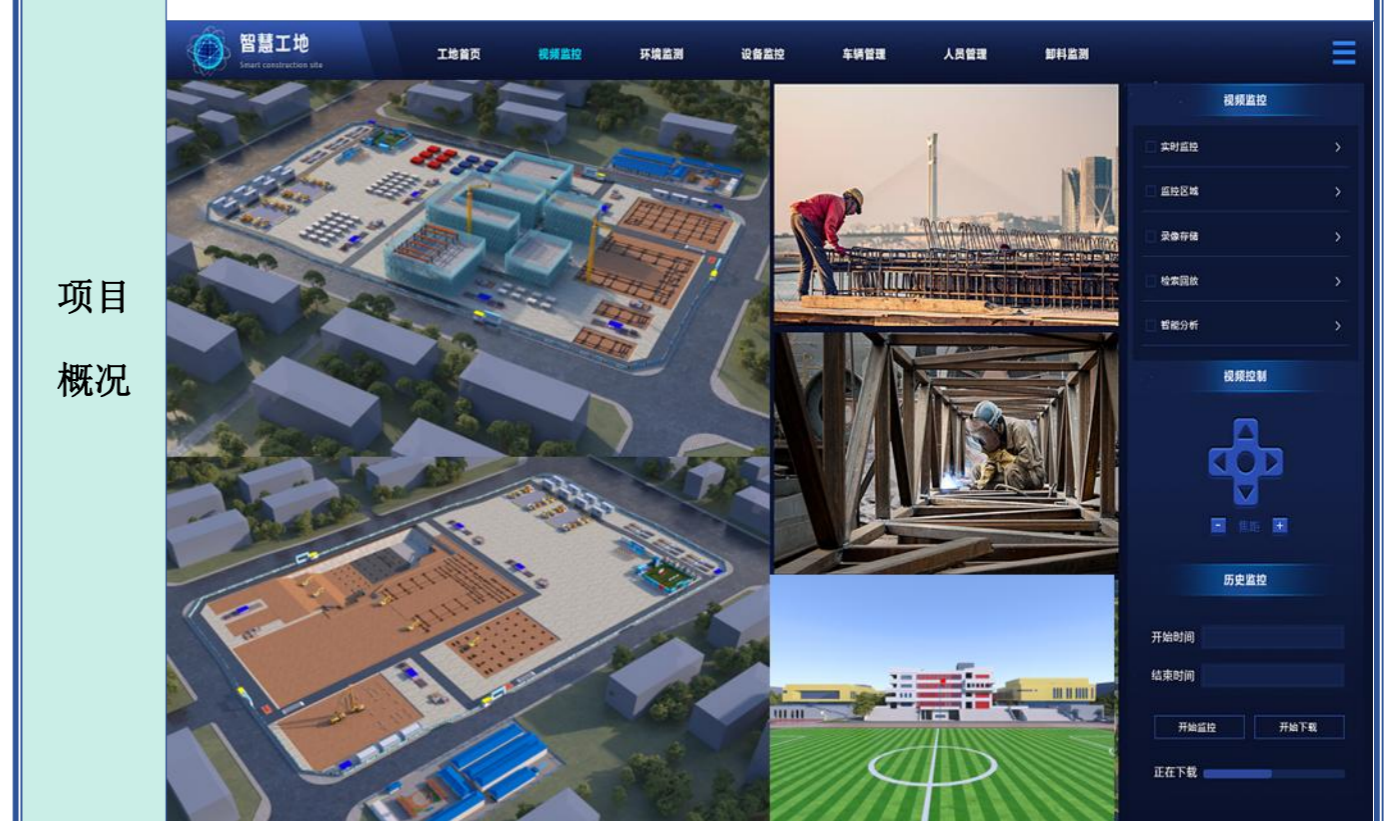 项目
概况
智慧工地
Smart construction site
工地首页 视频监控 环境监测 设备监控 车辆管理 人员管理 卸料监测
视频监控
实时监控
监控区域
录像存储
检索回放
智能分析
视频控制
- 焦距 +
历史监控
开始时间
结束时间
开始监控 开始下载
正在下载